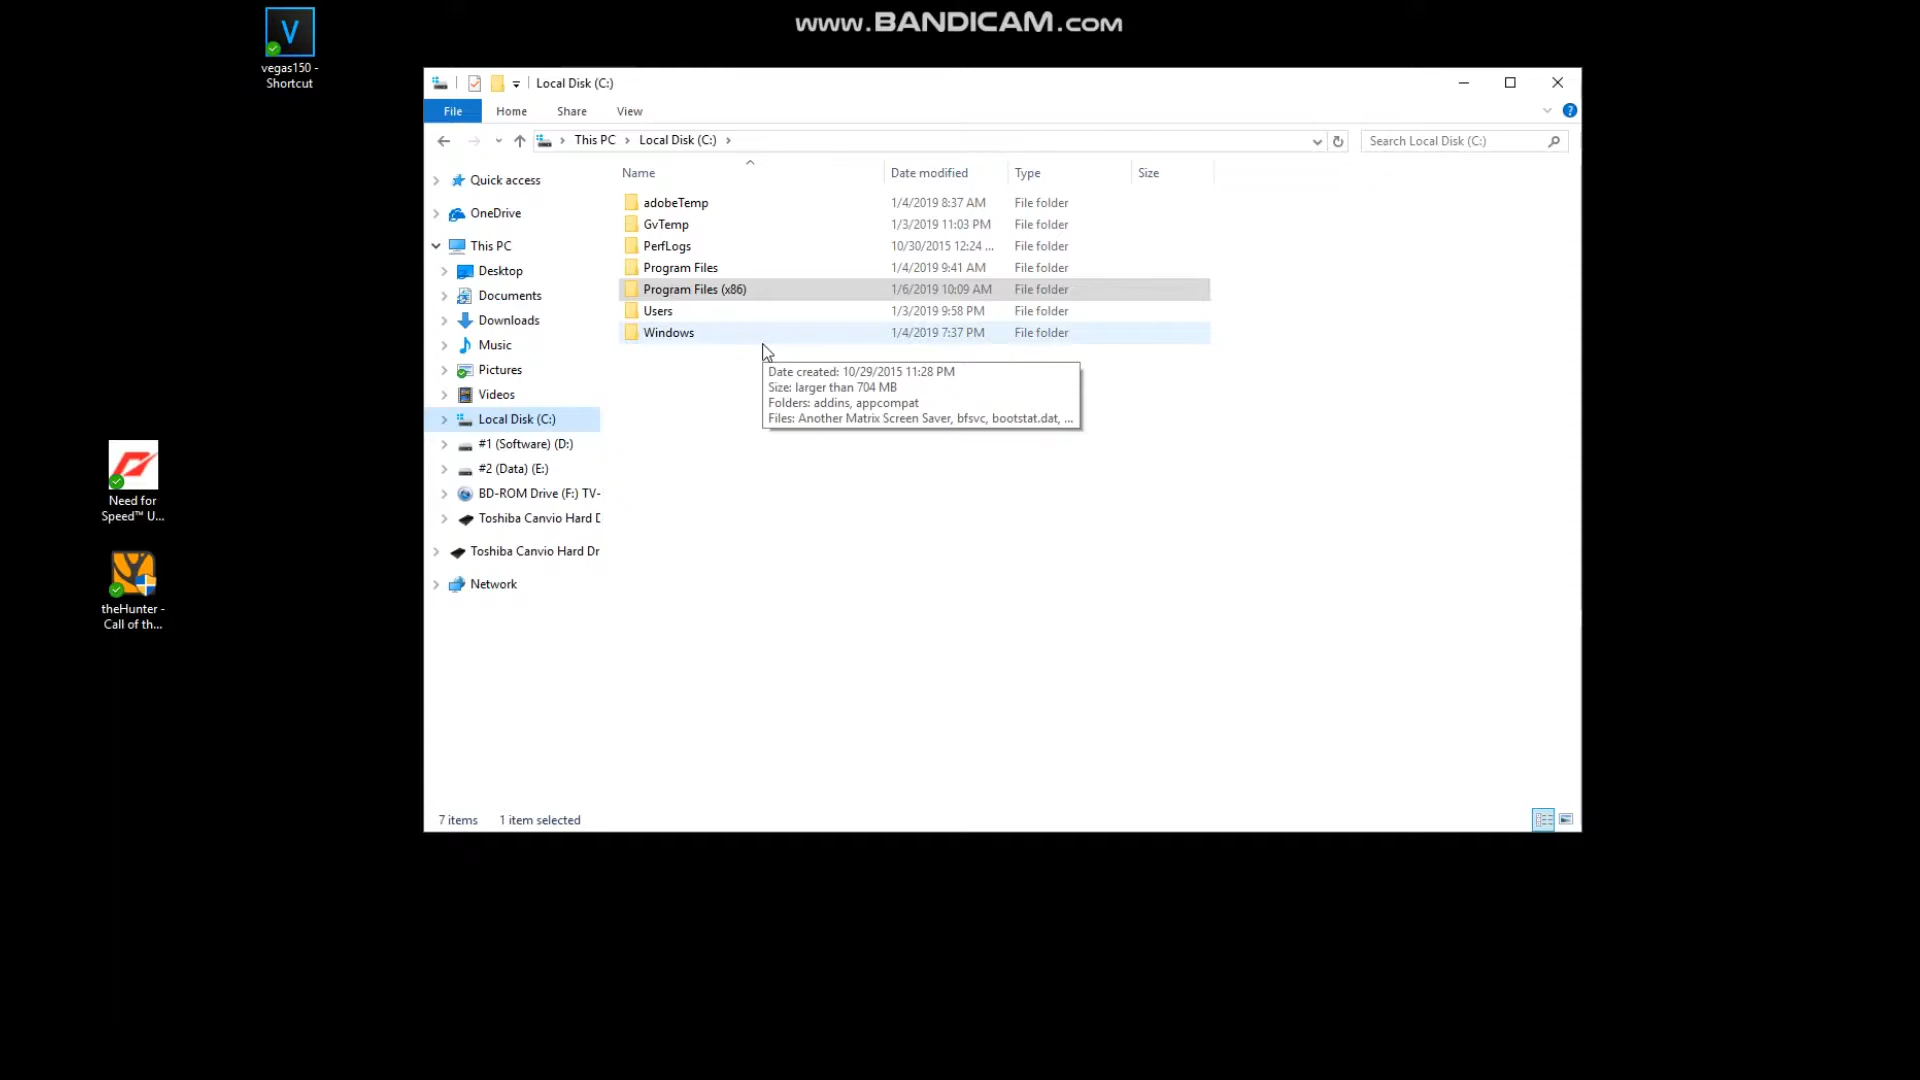 www.BANDICAM.com
vegas150 -
Shortcut
Local Disk (C:)
File Home Share View
This PC Local Disk (C:)
Search Local Disk (C:)
Name Date modified Type Size
Quick access
OneDrive
This PC
Desktop
Documents
Downloads
Music
Pictures
Videos
Local Disk (C:)
#1 (Software) (D:)
#2 (Data) (E:)
BD-ROM Drive (F:) TV-
Toshiba Canvio Hard D
Toshiba Canvio Hard Dr
Network
adobeTemp 1/4/2019 8:37 AM File folder
GvTemp 1/3/2019 11:03 PM File folder
PerfLogs 10/30/2015 12:24 ... File folder
Program Files 1/4/2019 9:41 AM File folder
Program Files (x86) 1/6/2019 10:09 AM File folder
Users 1/3/2019 9:58 PM File folder
Windows 1/4/2019 7:37 PM File folder
Date created: 10/29/2015 11:28 PM
Size: larger than 704 MB
Folders: addins, appcompat
Files: Another Matrix Screen Saver, bfsvc, bootstat.dat, ...
Need for
Speed™ U...
theHunter -
Call of th...
7 items 1 item selected